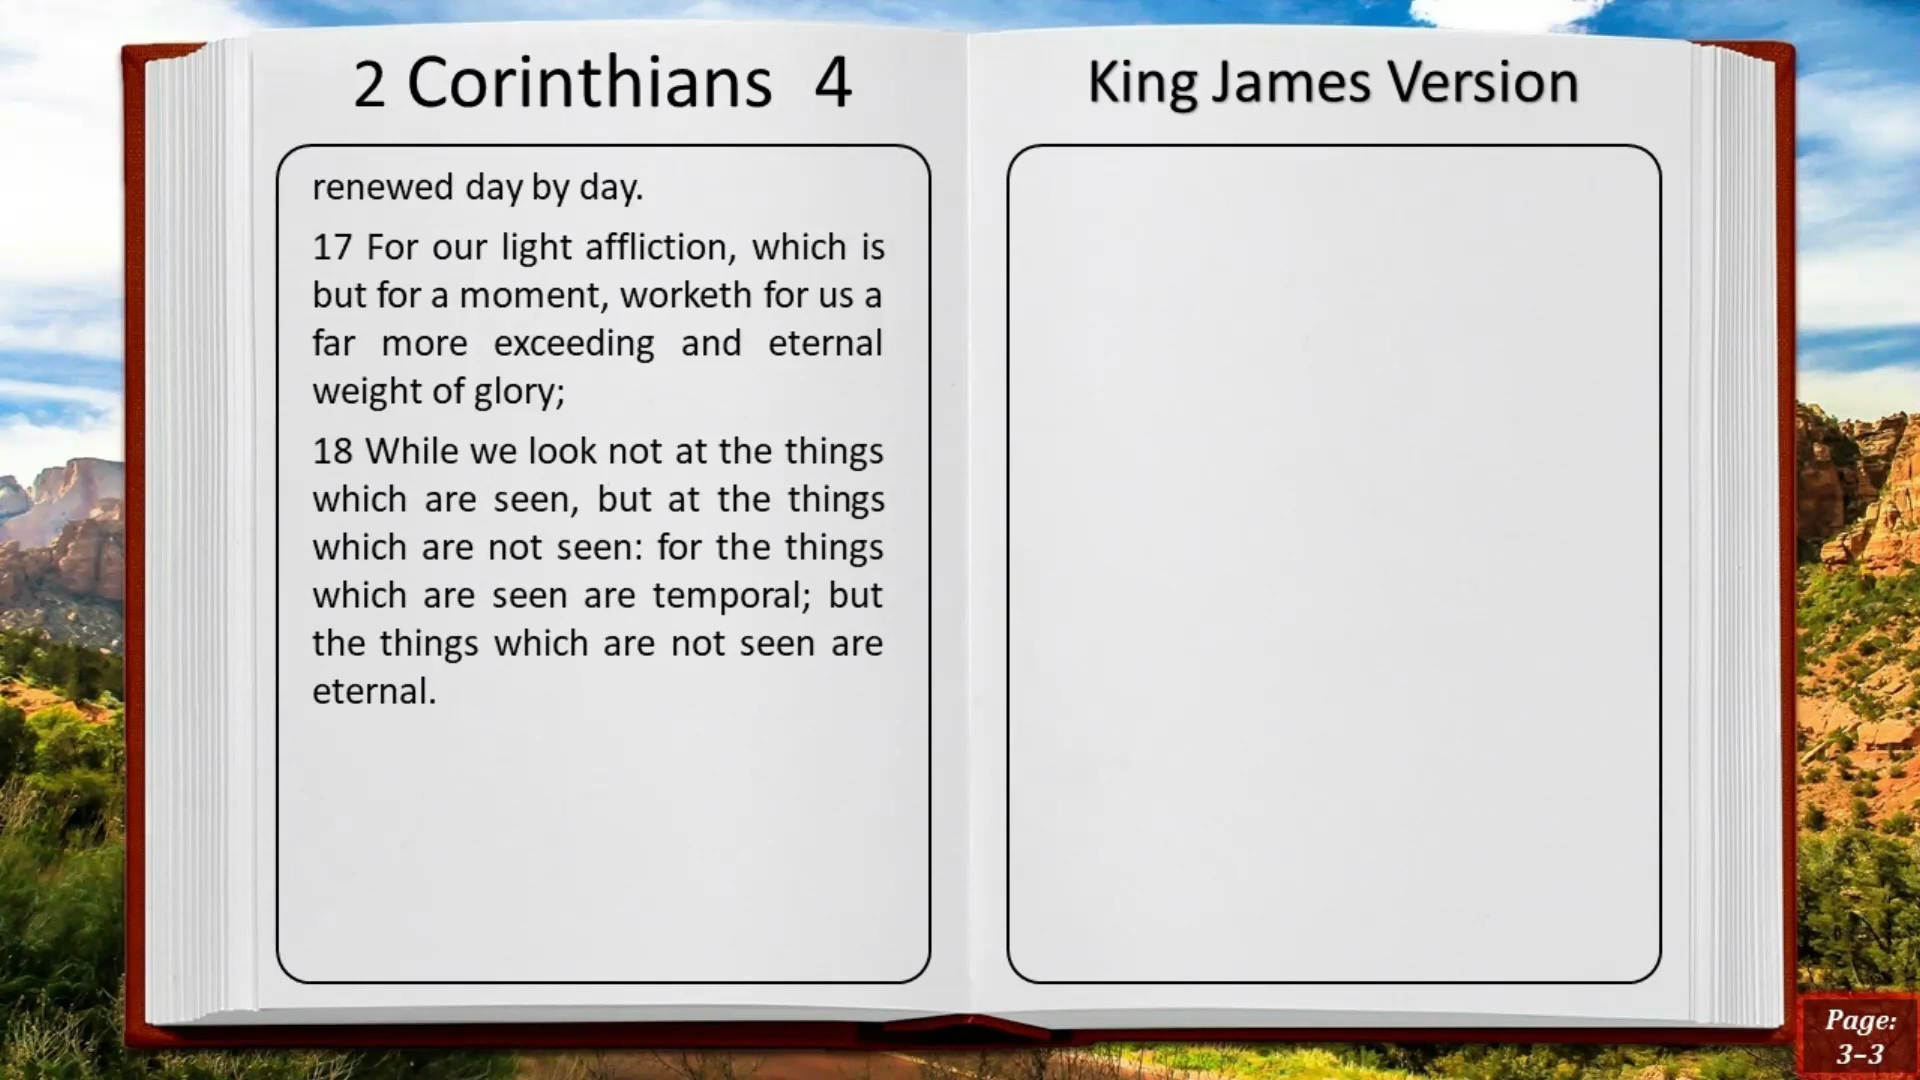 2 Corinthians 4
King James Version
renewed day by day.
17 For our light affliction, which is
but for a moment, worketh for us a
far more exceeding and eternal
weight of glory;
18 While we look not at the things
which are seen, but at the things
which are not seen: for the things
which are seen are temporal; but
the things which are not seen are
eternal.
Page:
3–3